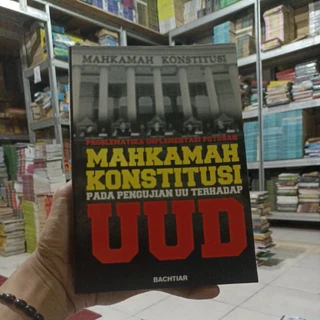 MAHKAMAH KONSTITUSI
PROBLEMATIKA IMPLEMENTASI PUTUSAN
MAHKAMAH
KONSTITUSI
PADA PENGUJIAN UU TERHADAP
UUD
BACHTIAR